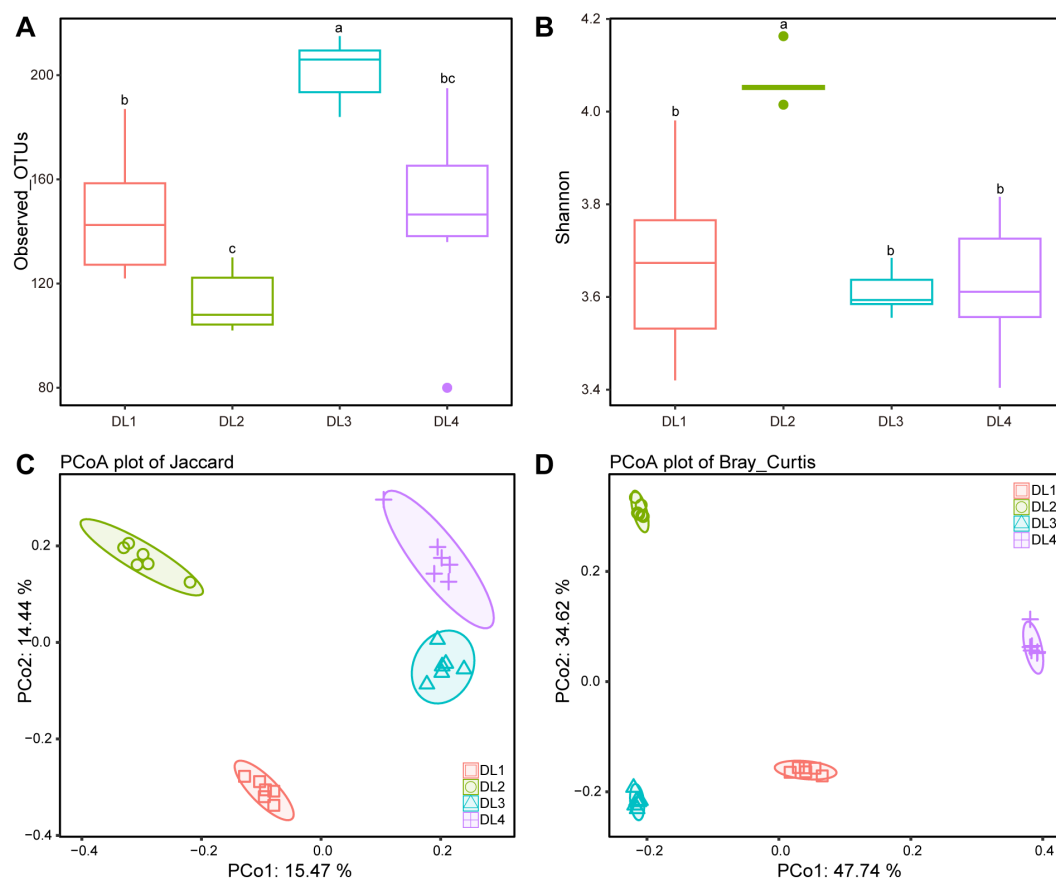 A
Observed_OTUs
200
160
120
80
b
c
a
bc
DL1
DL2
DL3
DL4
B
Shannon
4.2
4.0
3.8
3.6
3.4
b
a
b
b
DL1
DL2
DL3
DL4
C
PCoA plot of Jaccard
PCo2: 14.44 %
0.2
0.0
−0.2
−0.4
−0.4
−0.2
0.0
0.2
PCo1: 15.47 %
DL1
DL2
DL3
DL4
D
PCoA plot of Bray_Curtis
PCo2: 34.62 %
0.2
0.0
−0.2
−0.2
0.0
0.2
0.4
PCo1: 47.74 %
DL1
DL2
DL3
DL4